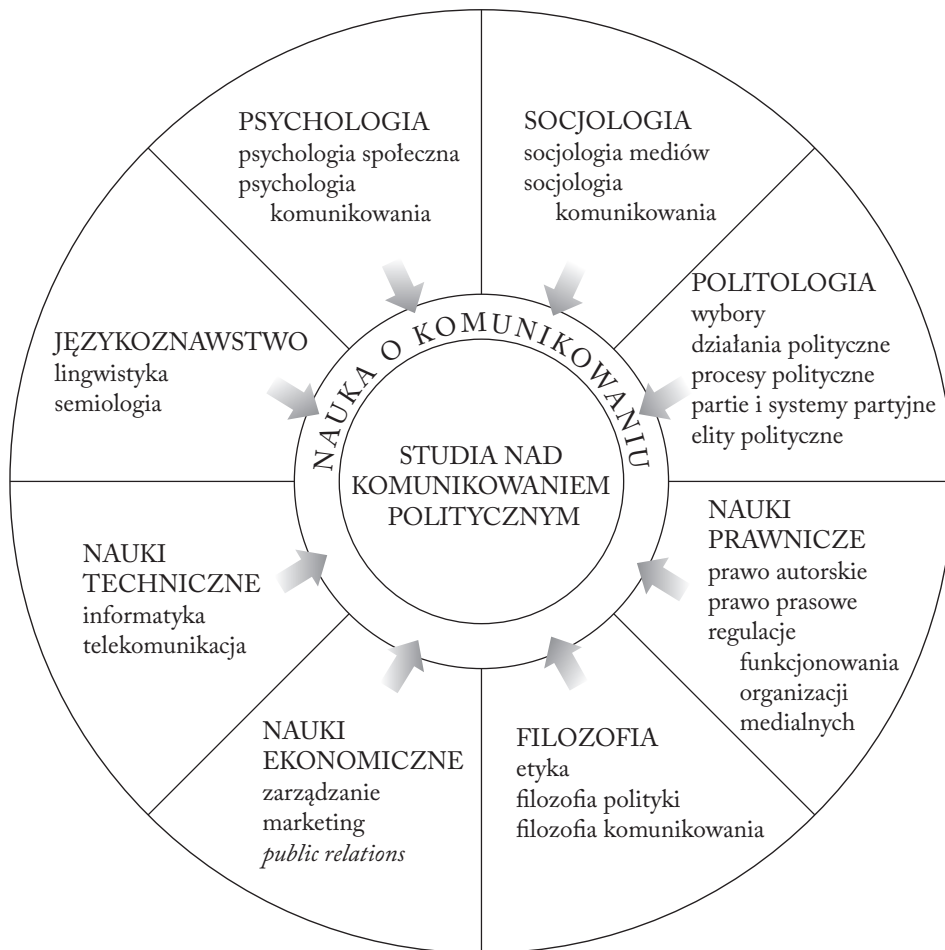 PSYCHOLOGIA
psychologia społeczna
psychologia
komunikowania
SOCJOLOGIA
socjologia mediów
socjologia
komunikowania
POLITOLOGIA
wybory
działania polityczne
procesy polityczne
partie i systemy partyjne
elity polityczne
JĘZYKOZNAWSTWO
lingwistyka
semiologia
NAUKA O KOMUNIKOWANIU
STUDIA NAD
KOMUNIKOWANIEM
POLITYCZNYM
NAUKI
PRAWNICZE
prawo autorskie
prawo prasowe
regulacje
funkcjonowania
organizacji
medialnych
NAUKI
TECHNICZNE
informatyka
telekomunikacja
NAUKI
EKONOMICZNE
zarządzanie
marketing
public relations
FILOZOFIA
etyka
filozofia polityki
filozofia komunikowania